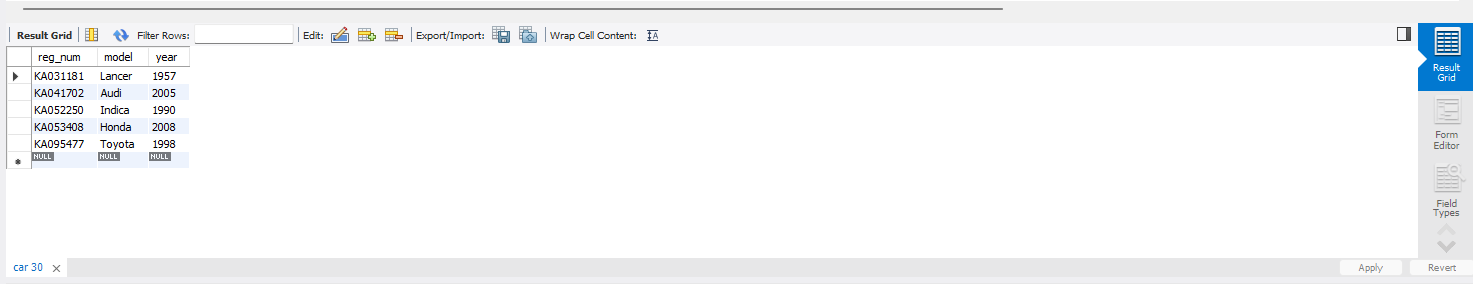 Result Grid Filter Rows: Edit: Export/Import: Wrap Cell Content: IA
reg_num model year
KA031181 Lancer 1957
KA041702 Audi 2005
KA052250 Indica 1990
KA053408 Honda 2008
KA095477 Toyota 1998
NULL NULL NULL
Result
Grid
Form
Editor
Field
Types
car 30 Apply Revert